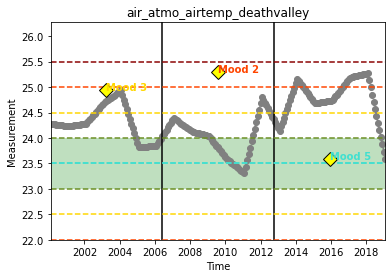 air_atmo_airtemp_deathvalley
Measurement
26.0
25.5
25.0
24.5
24.0
23.5
23.0
22.5
22.0
Mood 3
Mood 2
Mood 5
2002 2004 2006 2008 2010 2012 2014 2016 2018
Time